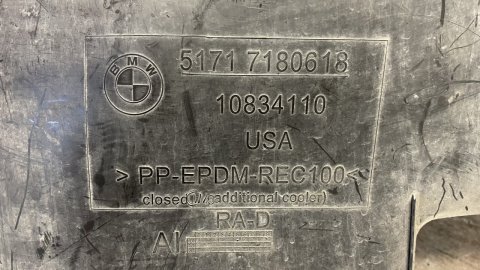 BMW
5171 7180618
10834110
USA
> PP-EPDM-REC100<
closed(
additional cooler)
RA-D
AI